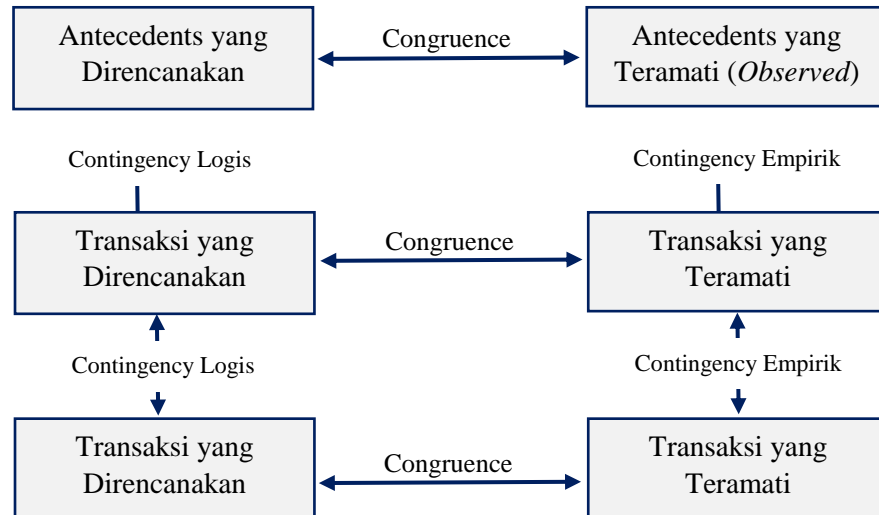 Antecedents yang
Direncanakan
Congruence
Antecedents yang
Teramati (Observed)
Contingency Logis
Contingency Empirik
Transaksi yang
Direncanakan
Congruence
Transaksi yang
Teramati
Contingency Logis
Contingency Empirik
Transaksi yang
Direncanakan
Congruence
Transaksi yang
Teramati